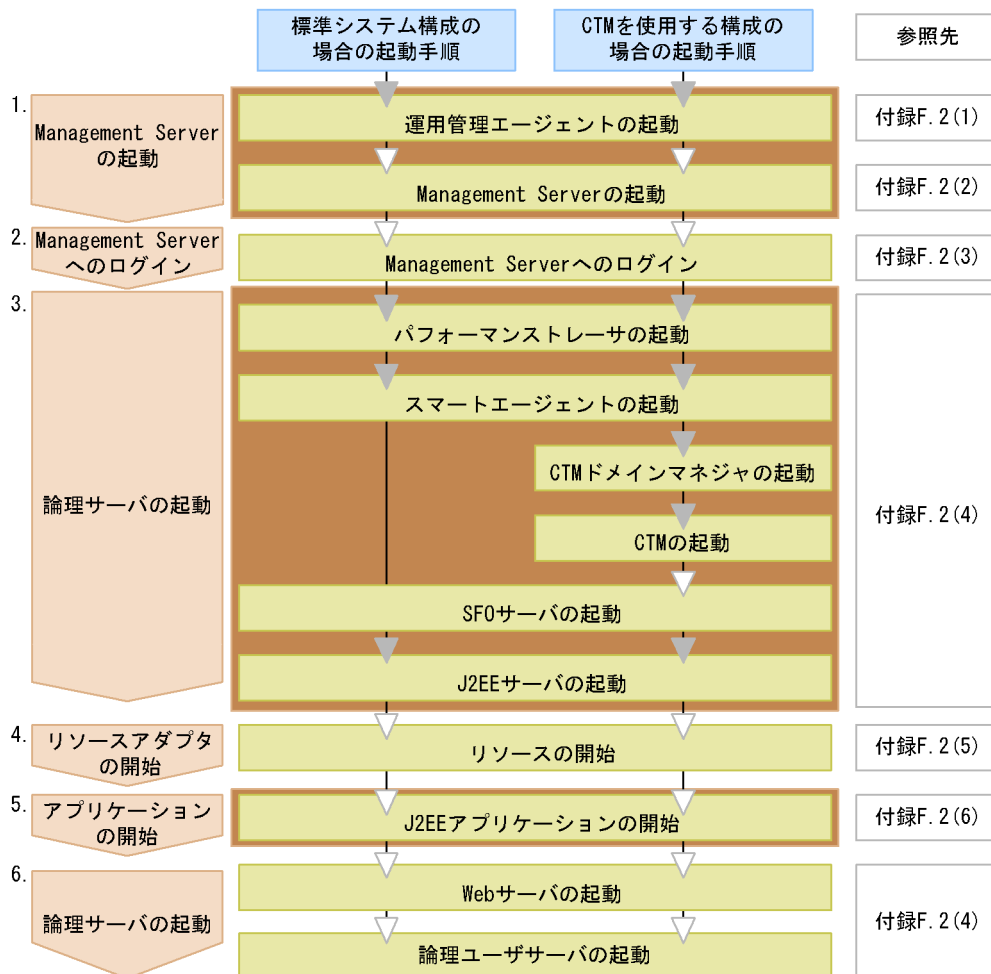 標準システム構成の
場合の起動手順
CTMを使用する構成の
場合の起動手順
参照先
1.
Management Server
の起動
運用管理エージェントの起動
付録F.2(1)
Management Serverの起動
付録F.2(2)
2.
Management Server
へのログイン
Management Serverへのログイン
付録F.2(3)
3.
論理サーバの起動
パフォーマンストレーサの起動
スマートエージェントの起動
CTMドメインマネジャの起動
CTMの起動
SFOサーバの起動
J2EEサーバの起動
付録F.2(4)
4.
リソースアダプタ
の開始
リソースの開始
付録F.2(5)
5.
アプリケーション
の開始
J2EEアプリケーションの開始
付録F.2(6)
6.
論理サーバの起動
Webサーバの起動
論理ユーザサーバの起動
付録F.2(4)